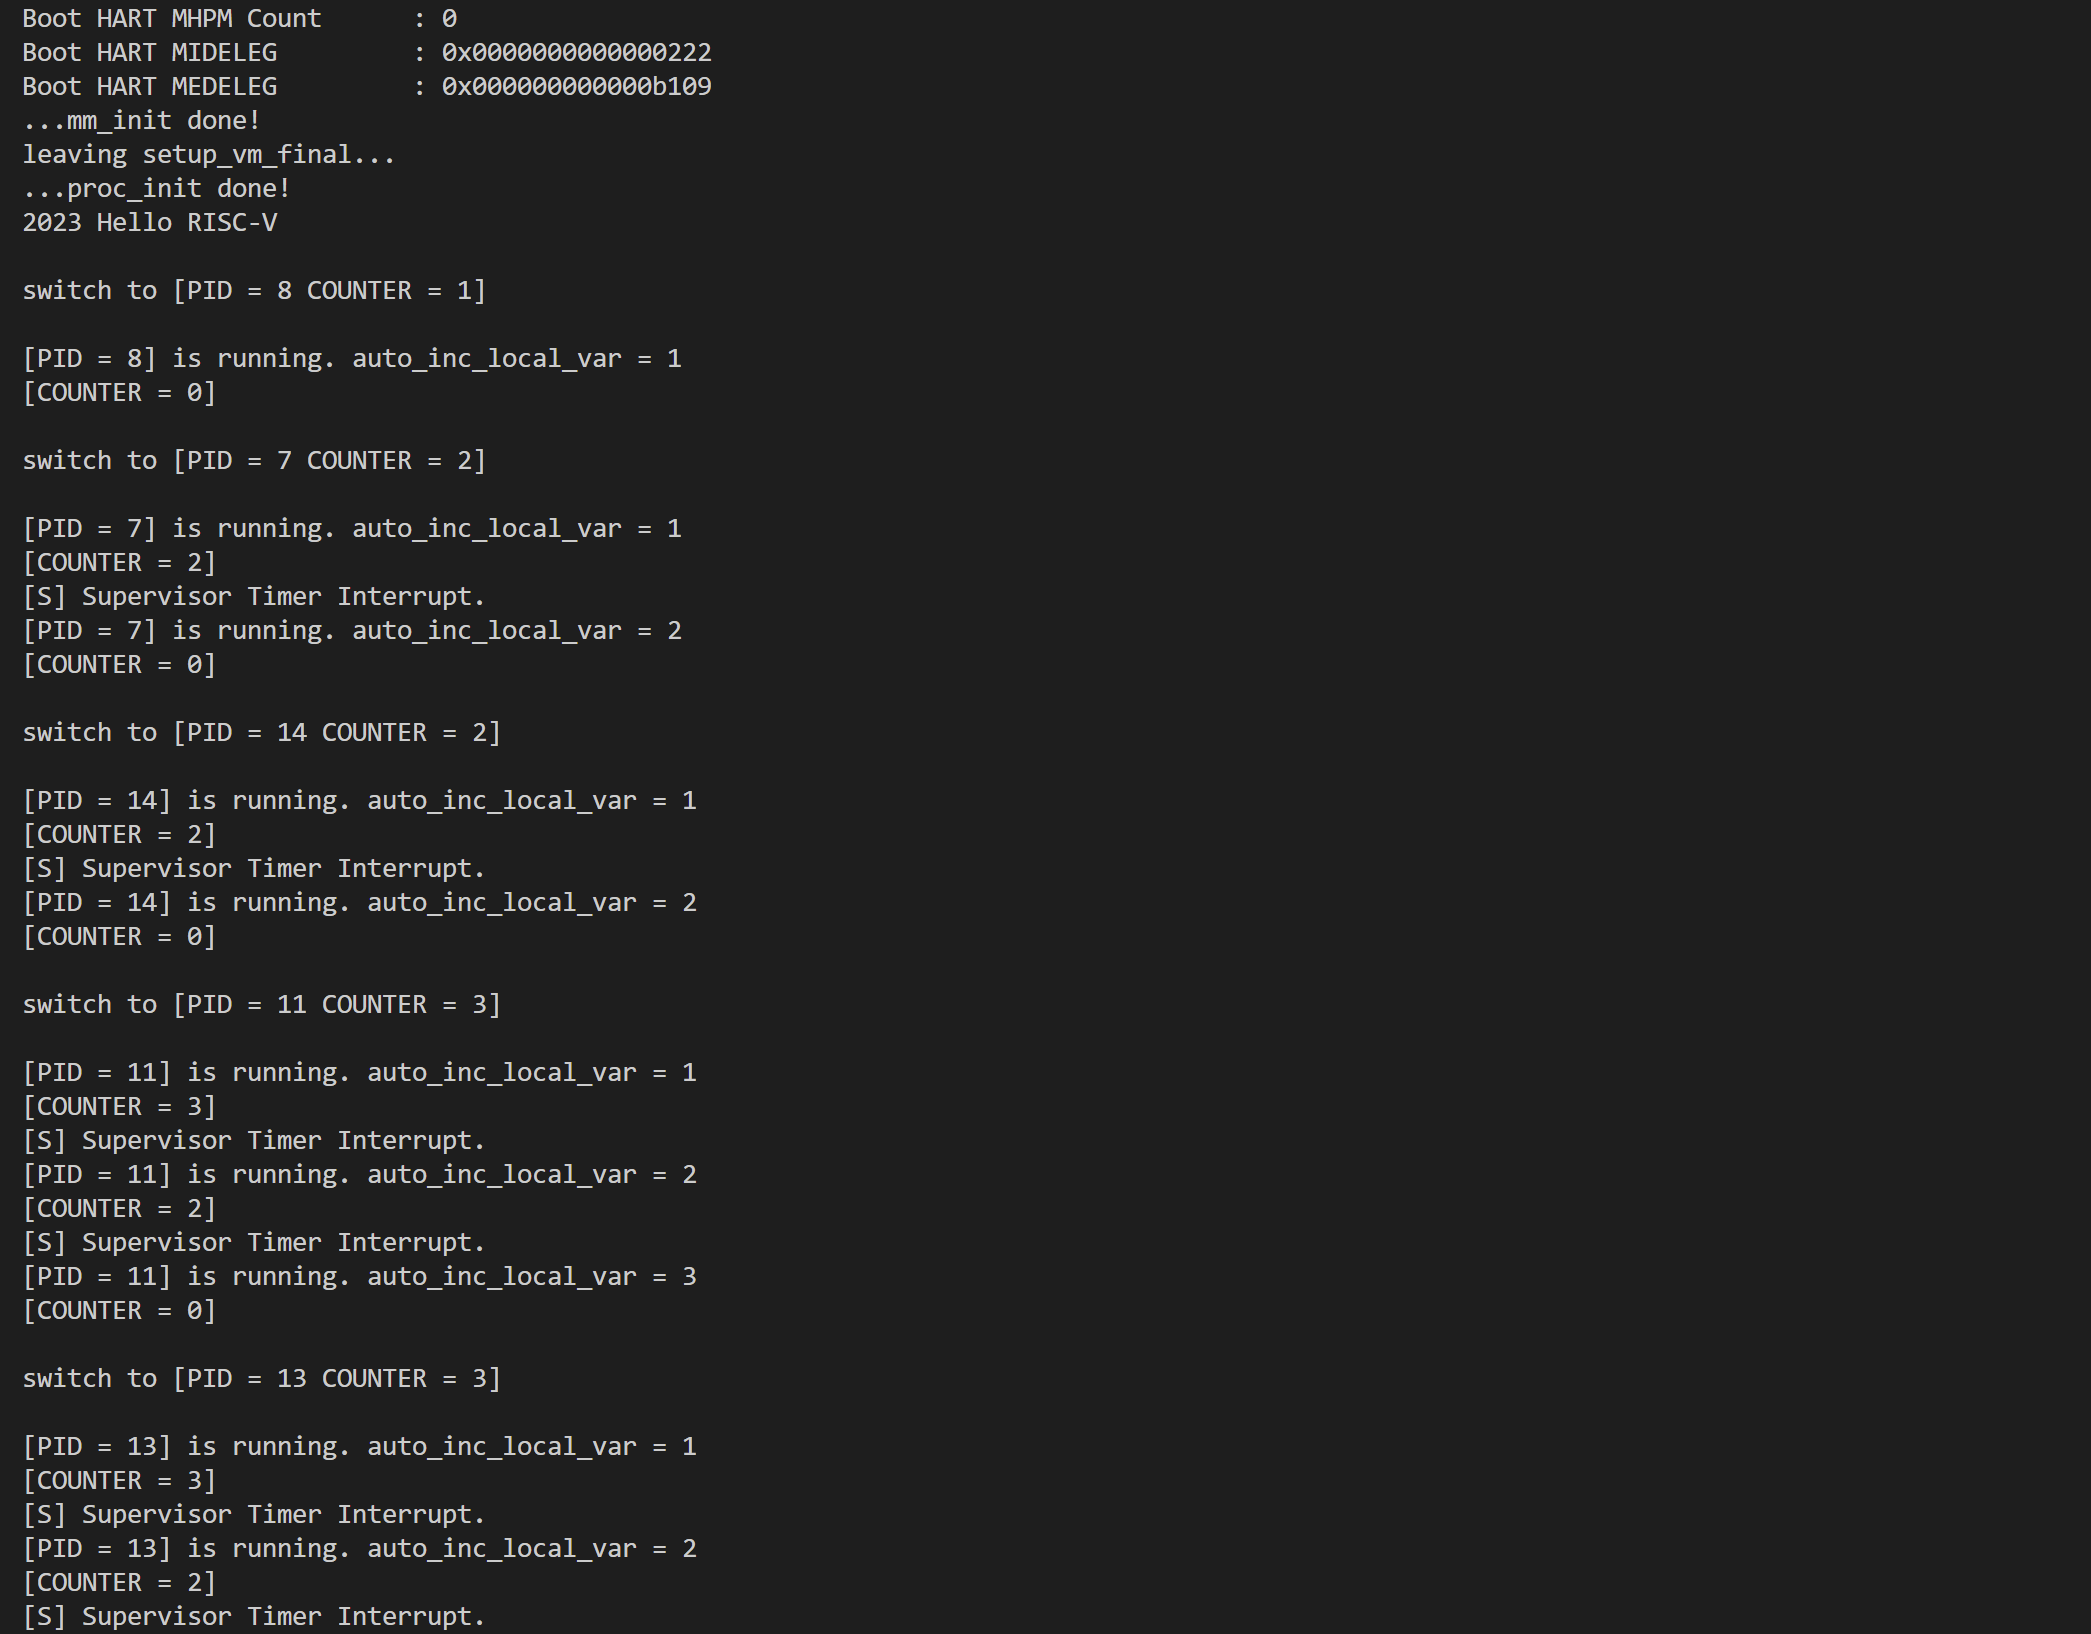 Boot HART MHPM Count      : 0
Boot HART MIDELEG         : 0x0000000000000222
Boot HART MEDELEG         : 0x000000000000b109
...mm_init done!
leaving setup_vm_final...
...proc_init done!
2023 Hello RISC-V
switch to [PID = 8 COUNTER = 1]
[PID = 8] is running. auto_inc_local_var = 1
[COUNTER = 0]
switch to [PID = 7 COUNTER = 2]
[PID = 7] is running. auto_inc_local_var = 1
[COUNTER = 2]
[S] Supervisor Timer Interrupt.
[PID = 7] is running. auto_inc_local_var = 2
[COUNTER = 0]
switch to [PID = 14 COUNTER = 2]
[PID = 14] is running. auto_inc_local_var = 1
[COUNTER = 2]
[S] Supervisor Timer Interrupt.
[PID = 14] is running. auto_inc_local_var = 2
[COUNTER = 0]
switch to [PID = 11 COUNTER = 3]
[PID = 11] is running. auto_inc_local_var = 1
[COUNTER = 3]
[S] Supervisor Timer Interrupt.
[PID = 11] is running. auto_inc_local_var = 2
[COUNTER = 2]
[S] Supervisor Timer Interrupt.
[PID = 11] is running. auto_inc_local_var = 3
[COUNTER = 0]
switch to [PID = 13 COUNTER = 3]
[PID = 13] is running. auto_inc_local_var = 1
[COUNTER = 3]
[S] Supervisor Timer Interrupt.
[PID = 13] is running. auto_inc_local_var = 2
[COUNTER = 2]
[S] Supervisor Timer Interrupt.